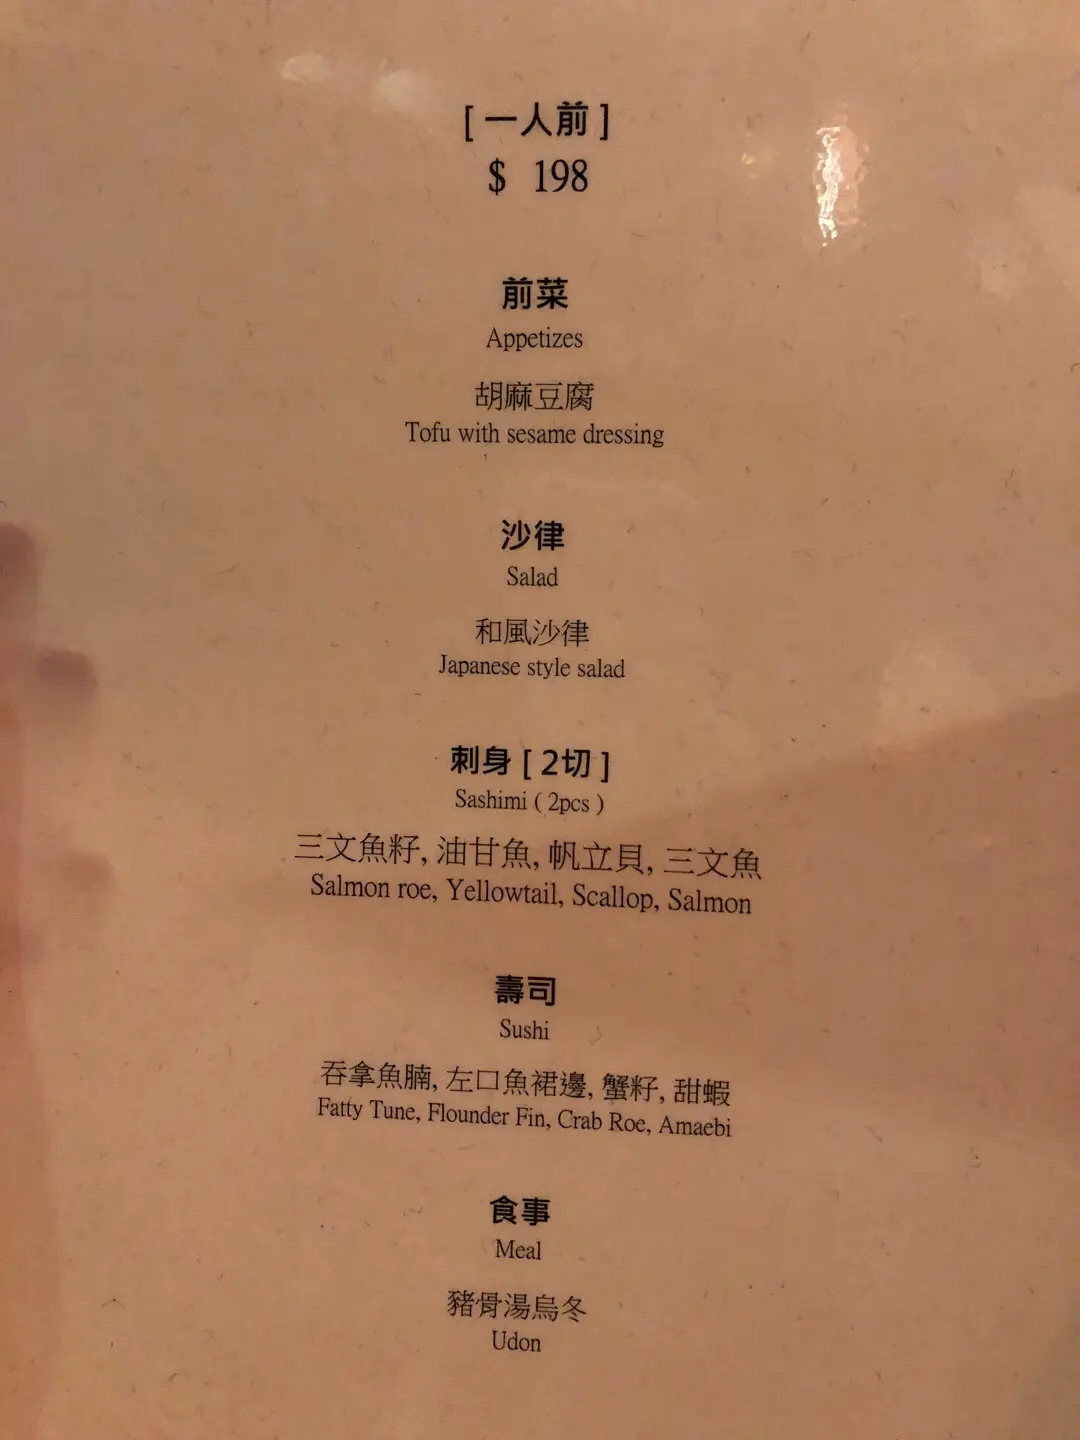 [ 一人前 ]
$ 198
前菜
Appetizes
胡麻豆腐
Tofu with sesame dressing
沙律
Salad
和風沙律
Japanese style salad
刺身 [ 2切 ]
Sashimi ( 2pcs )
三文魚籽, 油甘魚, 帆立貝, 三文魚
Salmon roe, Yellowtail, Scallop, Salmon
壽司
Sushi
吞拿魚腩, 左口魚裙邊, 蟹籽, 甜蝦
Fatty Tune, Flounder Fin, Crab Roe, Amaebi
食事
Meal
豬骨湯烏冬
Udon